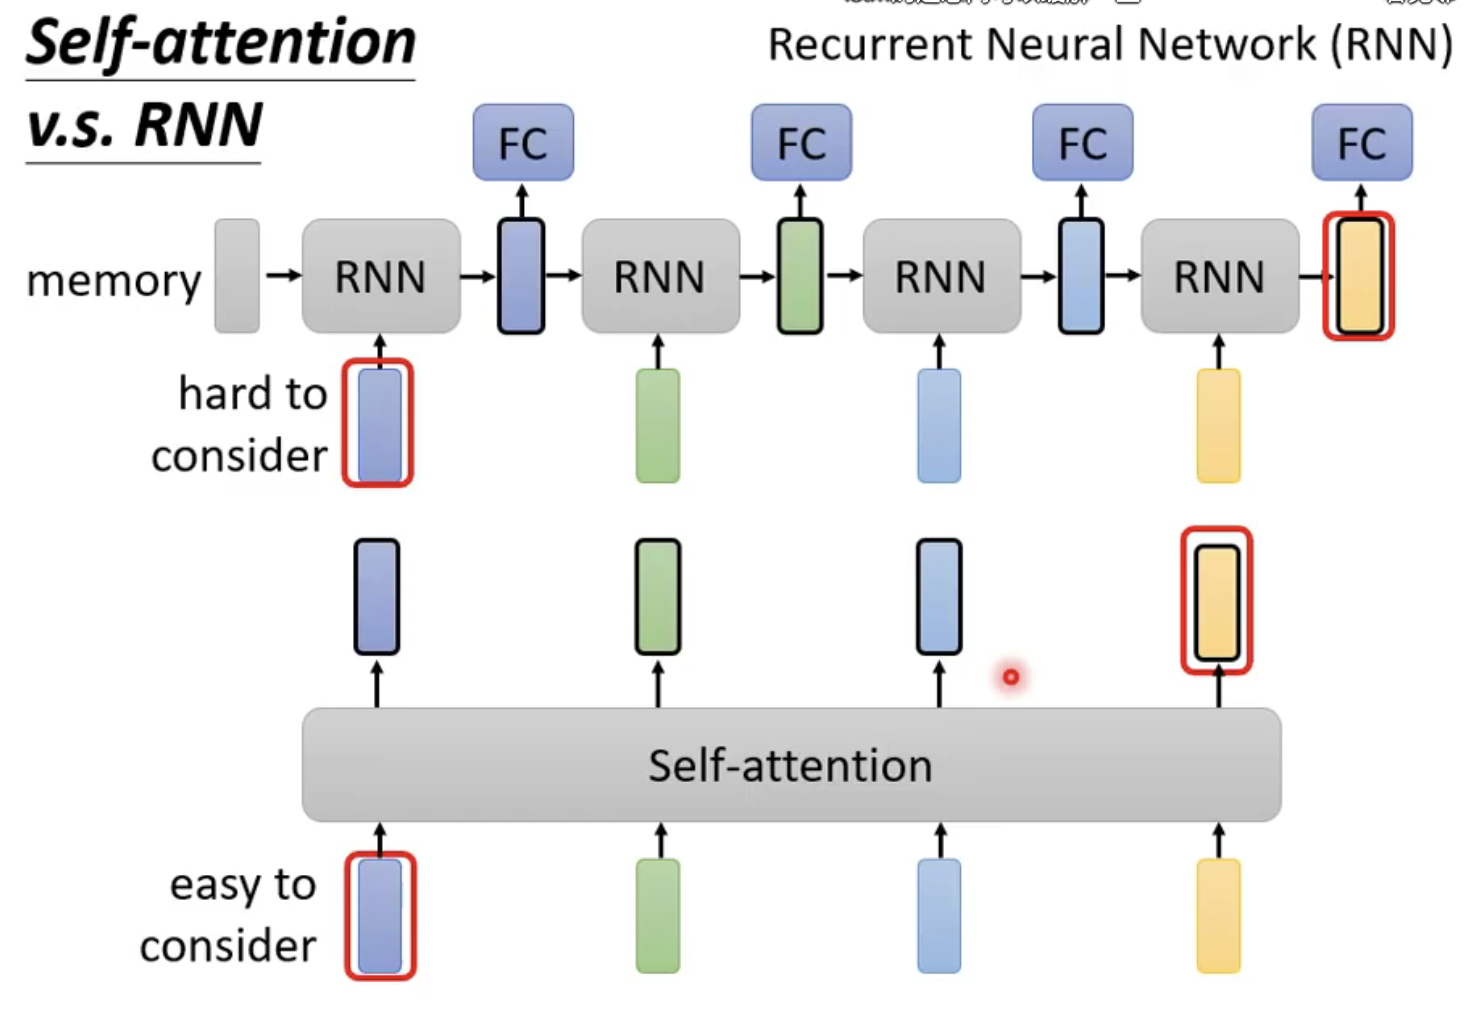 Self-attention
v.s. RNN
Recurrent Neural Network (RNN)
FC FC FC FC
memory RNN RNN RNN RNN
hard to
consider
Self-attention
easy to
consider